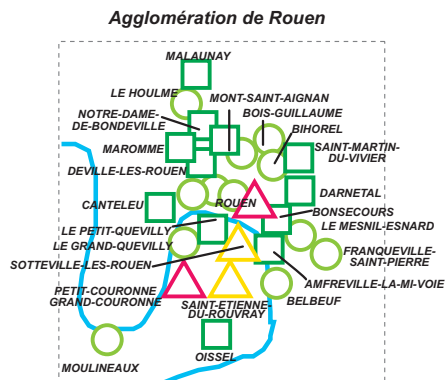 Agglomération de Rouen
MALAUNAY
LE HOULME
MONT-SAINT-AIGNAN
NOTRE-DAME-
DE-BONDEVILLE
BOIS-GUILLAUME
BIHOREL
MAROMME
SAINT-MARTIN-
DU-VIVIER
DEVILLE-LES-ROUEN
DARNETAL
CANTELEU
ROUEN
BONSECOURS
LE PETIT-QUEVILLY
LE MESNIL-ESNARD
LE GRAND-QUEVILLY
FRANQUEVILLE-
SAINT-PIERRE
SOTTEVILLE-LES-ROUEN
AMFREVILLE-LA-MI-VOIE
PETIT-COURONNE
GRAND-COURONNE
SAINT-ETIENNE-
DU-ROUVRAY
BELBEUF
OISSEL
MOULINEAUX